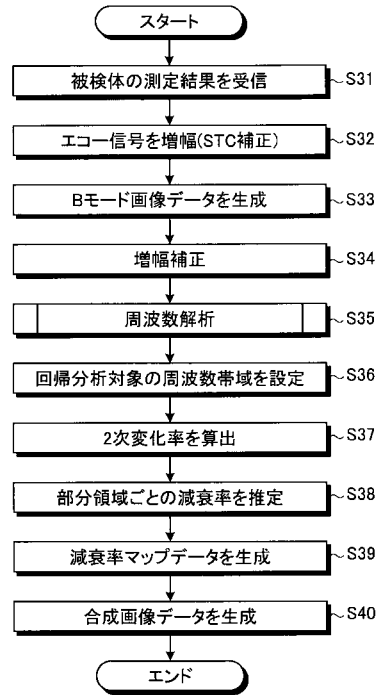 スタート
被検体の測定結果を受信 S31
エコー信号を増幅(STC補正) S32
Bモード画像データを生成 S33
増幅補正 S34
周波数解析 S35
回帰分析対象の周波数帯域を設定 S36
2次変化率を算出 S37
部分領域ごとの減衰率を推定 S38
減衰率マップデータを生成 S39
合成画像データを生成 S40
エンド